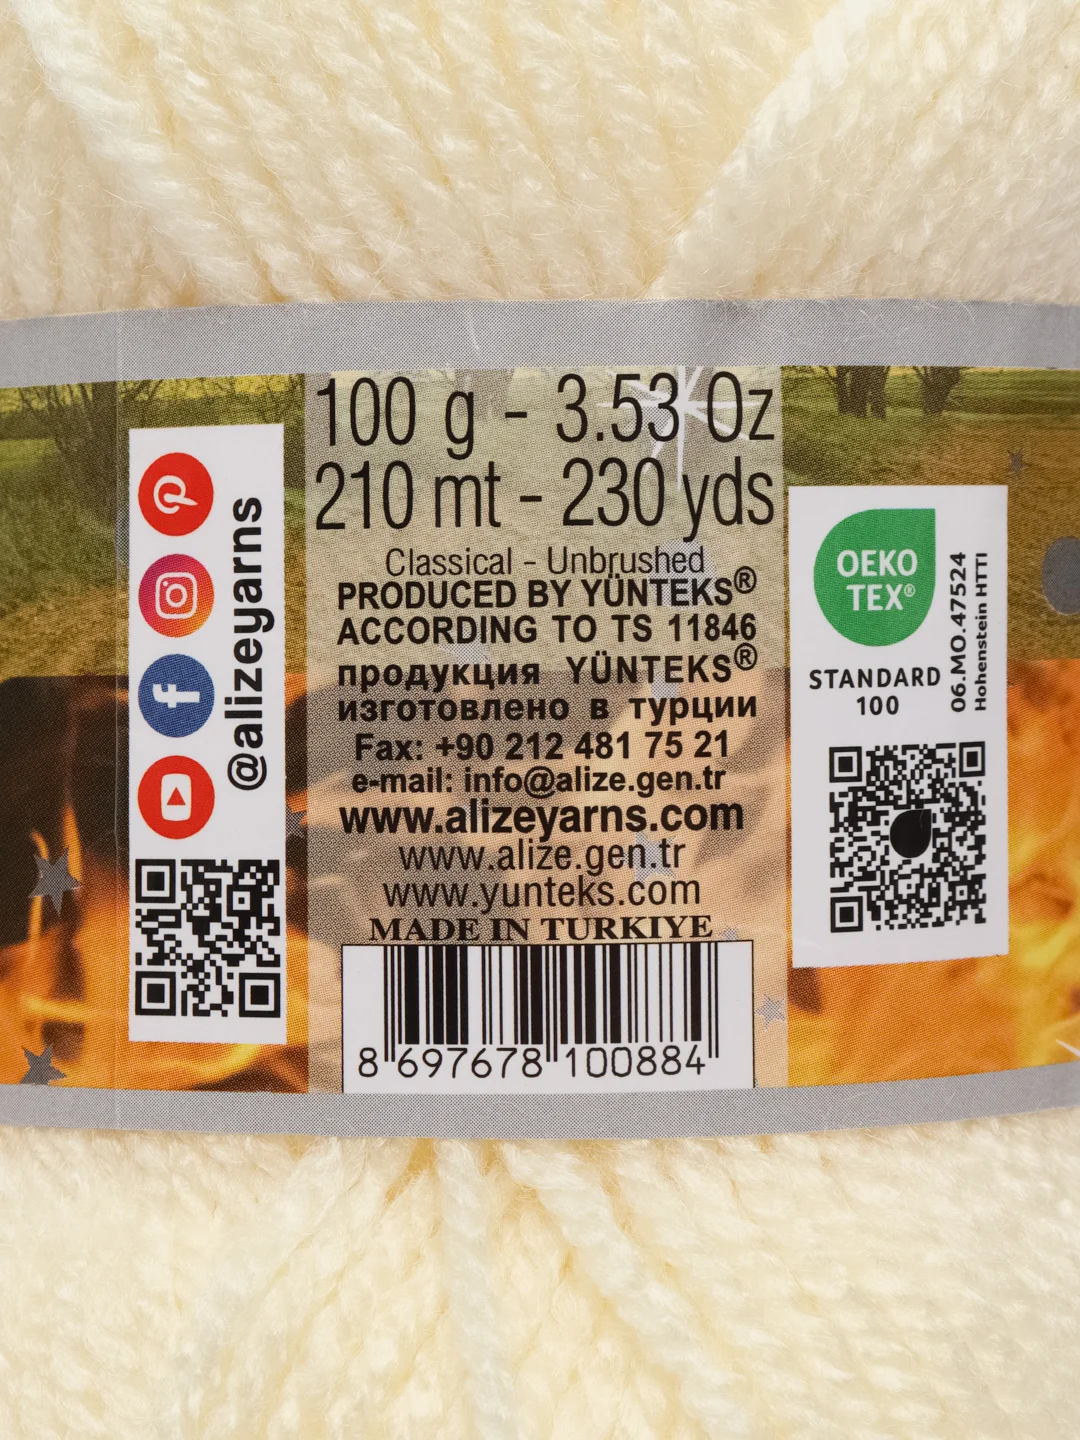 @alizeyarns
100 g - 3.53 Oz
210 mt - 230 yds
Classical - Unbrushed
PRODUCED BY YÜNTEKS®
ACCORDING TO TS 11846
продукция YÜNTEKS®
изготовлено в турции
Fax: +90 212 481 75 21
e-mail: info@alize.gen.tr
www.alizeyarns.com
www.alize.gen.tr
www.yunteks.com
MADE IN TURKIYE
8 697678 100884
OEKO
TEX®
STANDARD
100
06.MO.47524
Hohenstein HTTI